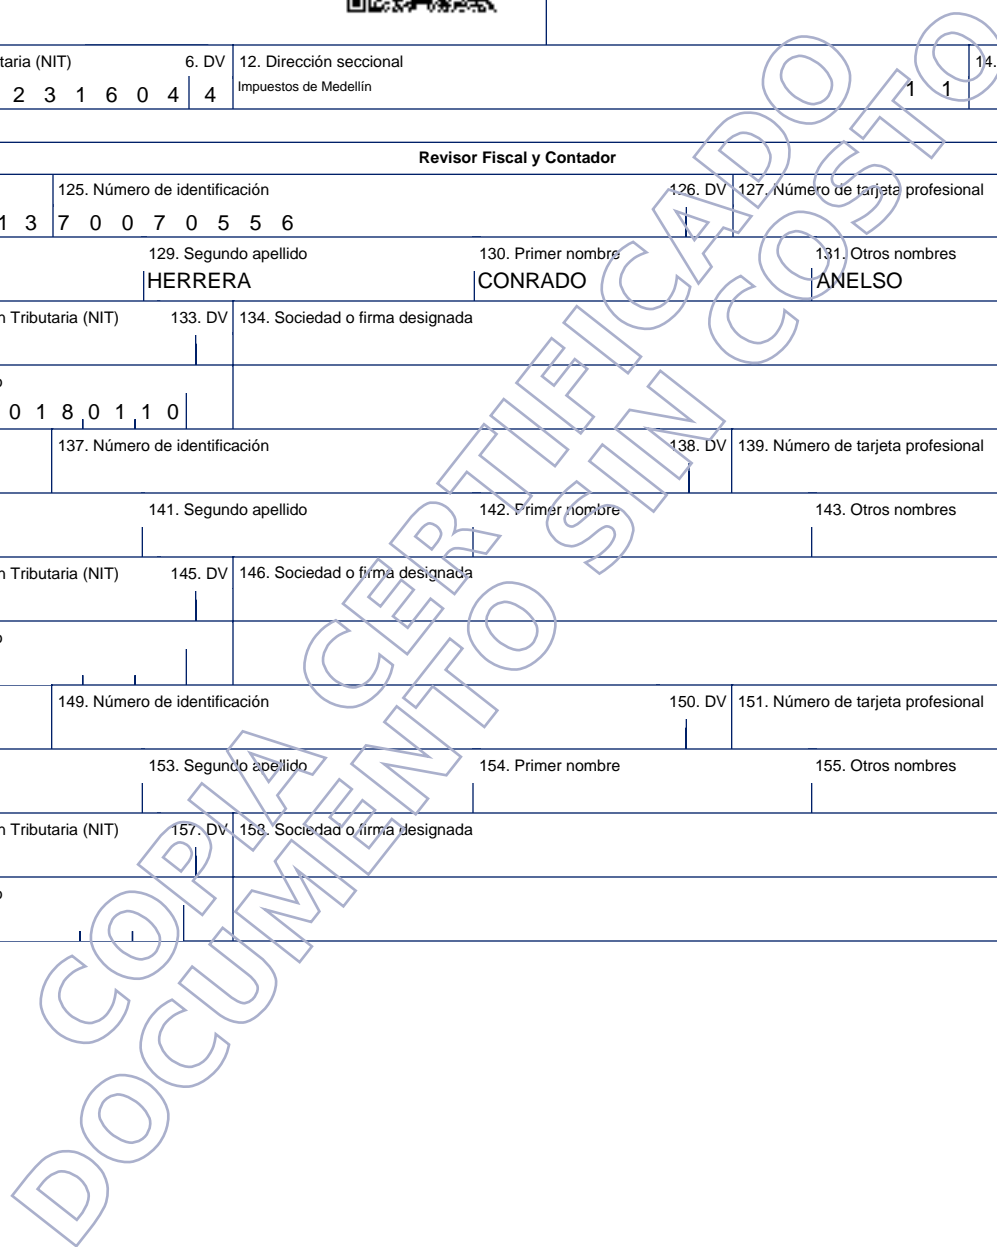 taria (NIT) 6. DV 12. Dirección seccional 14.
2 3 1 6 0 4 4 Impuestos de Medellín 1 1
Revisor Fiscal y Contador
125. Número de identificación 126. DV 127. Número de tarjeta profesional
1 3 7 0 0 7 0 5 5 6
129. Segundo apellido 130. Primer nombre 131. Otros nombres
HERRERA CONRADO ANELSO
n Tributaria (NIT) 133. DV 134. Sociedad o firma designada
o
0 1 8 0 1 1 0
137. Número de identificación 138. DV 139. Número de tarjeta profesional
141. Segundo apellido 142. Primer nombre 143. Otros nombres
n Tributaria (NIT) 145. DV 146. Sociedad o firma designada
o
149. Número de identificación 150. DV 151. Número de tarjeta profesional
153. Segundo apellido 154. Primer nombre 155. Otros nombres
n Tributaria (NIT) 157. DV 158. Sociedad o firma designada
o
COPIA CERTIFICADO
DOCUMENTO SIN COSTO